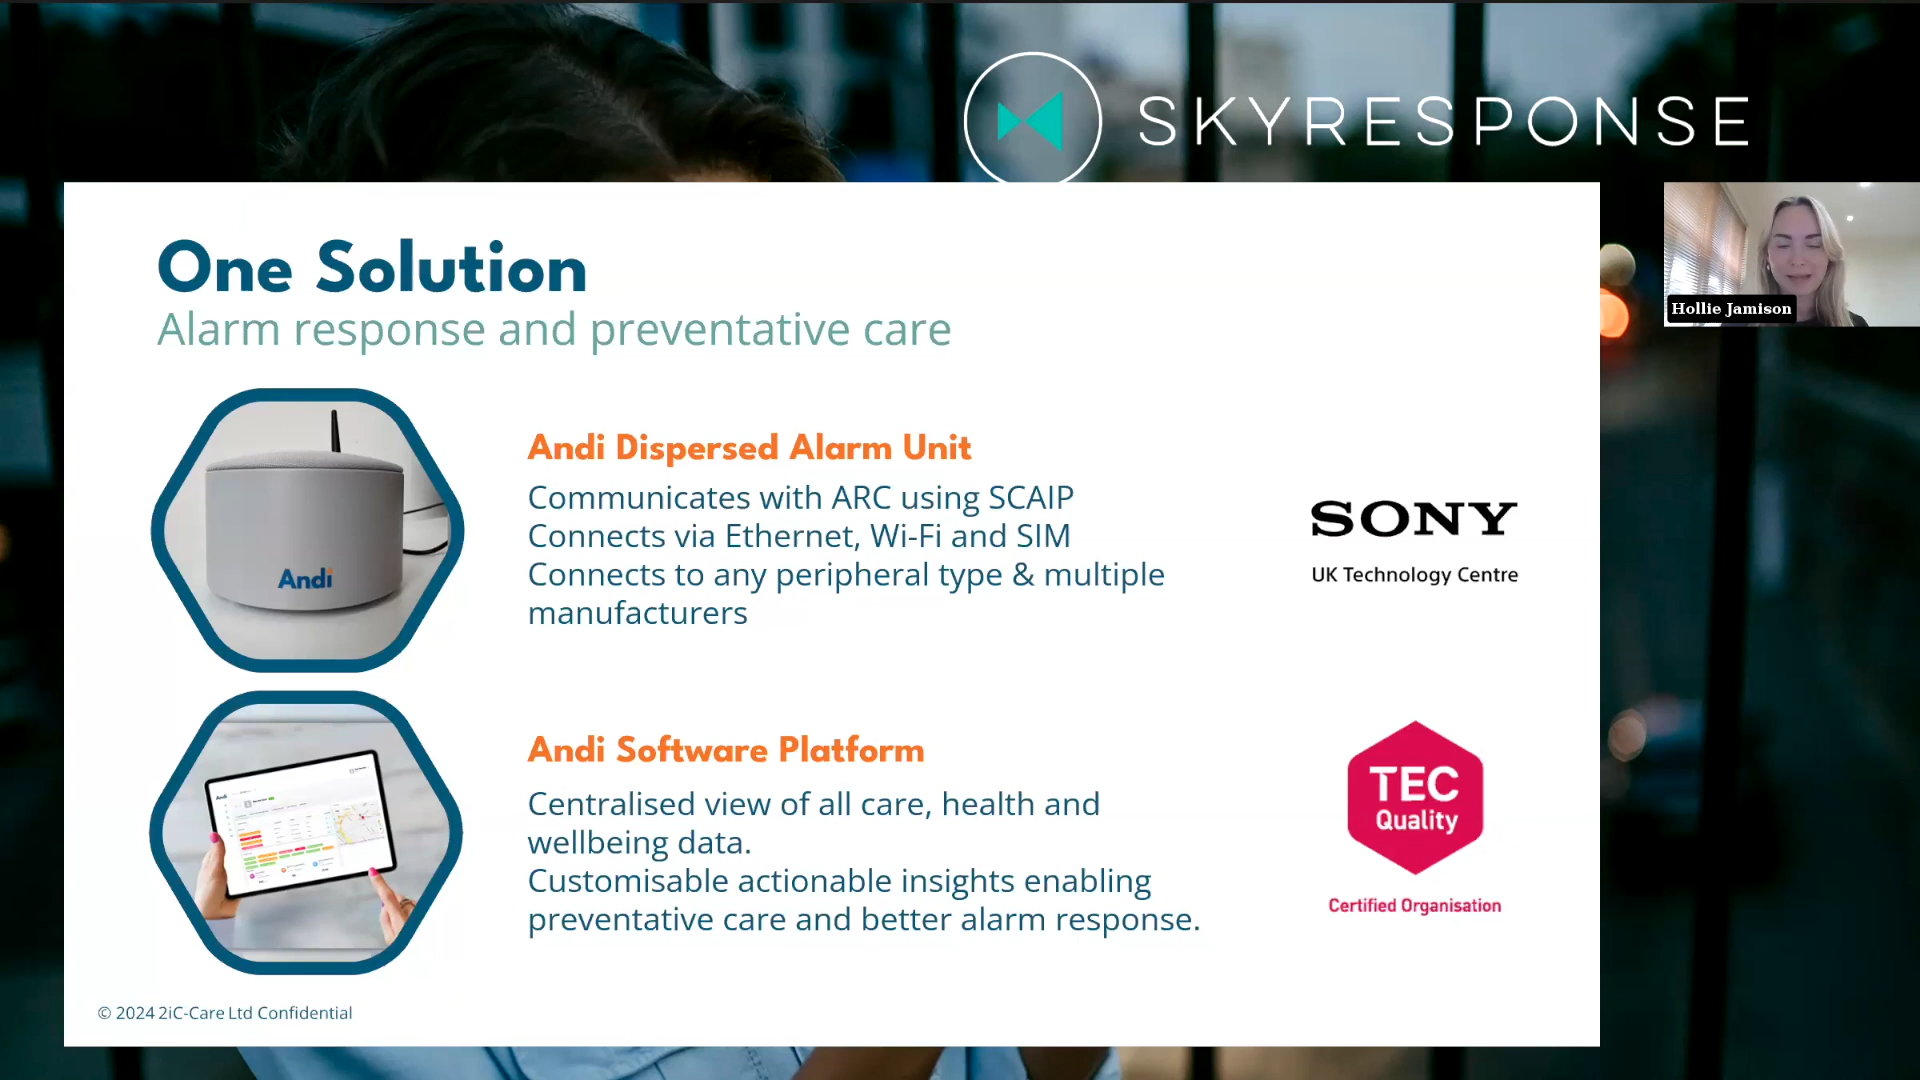 SKYRESPONSE
Hollie Jamison
One Solution
Alarm response and preventative care
Andi
Andi Dispersed Alarm Unit
Communicates with ARC using SCAIP
Connects via Ethernet, Wi-Fi and SIM
Connects to any peripheral type & multiple
manufacturers
SONY
UK Technology Centre
Andi Software Platform
Centralised view of all care, health and
wellbeing data.
Customisable actionable insights enabling
preventative care and better alarm response.
TEC
Quality
Certified Organisation
© 2024 2iC-Care Ltd Confidential